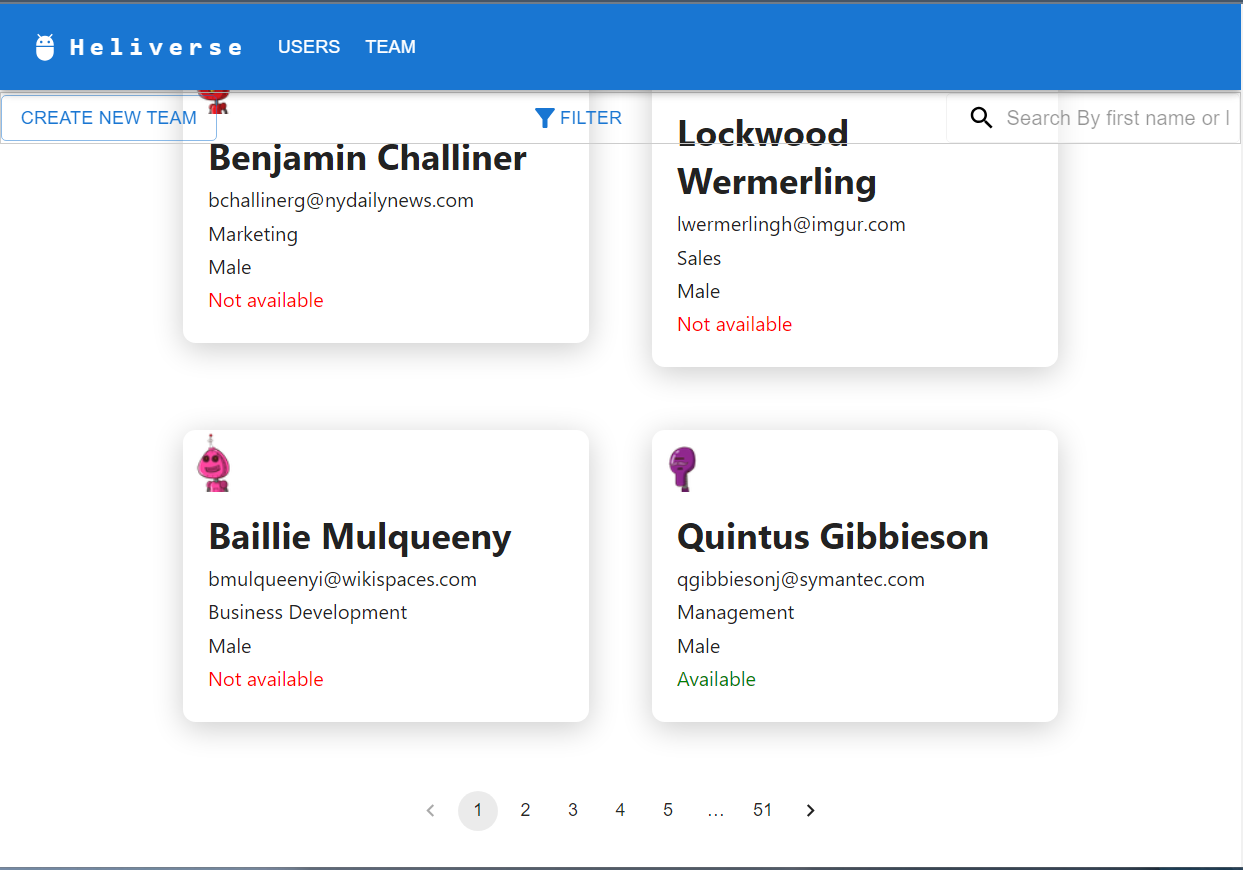 Heliverse USERS TEAM
CREATE NEW TEAM FILTER Search By first name or l
Benjamin Challiner
bchallinerg@nydailynews.com
Marketing
Male
Not available
Lockwood
Wermerling
lwermerlingh@imgur.com
Sales
Male
Not available
Baillie Mulqueeny
bmulqueenyi@wikispaces.com
Business Development
Male
Not available
Quintus Gibbieson
qgibbiesonj@symantec.com
Management
Male
Available
1 2 3 4 5 ... 51